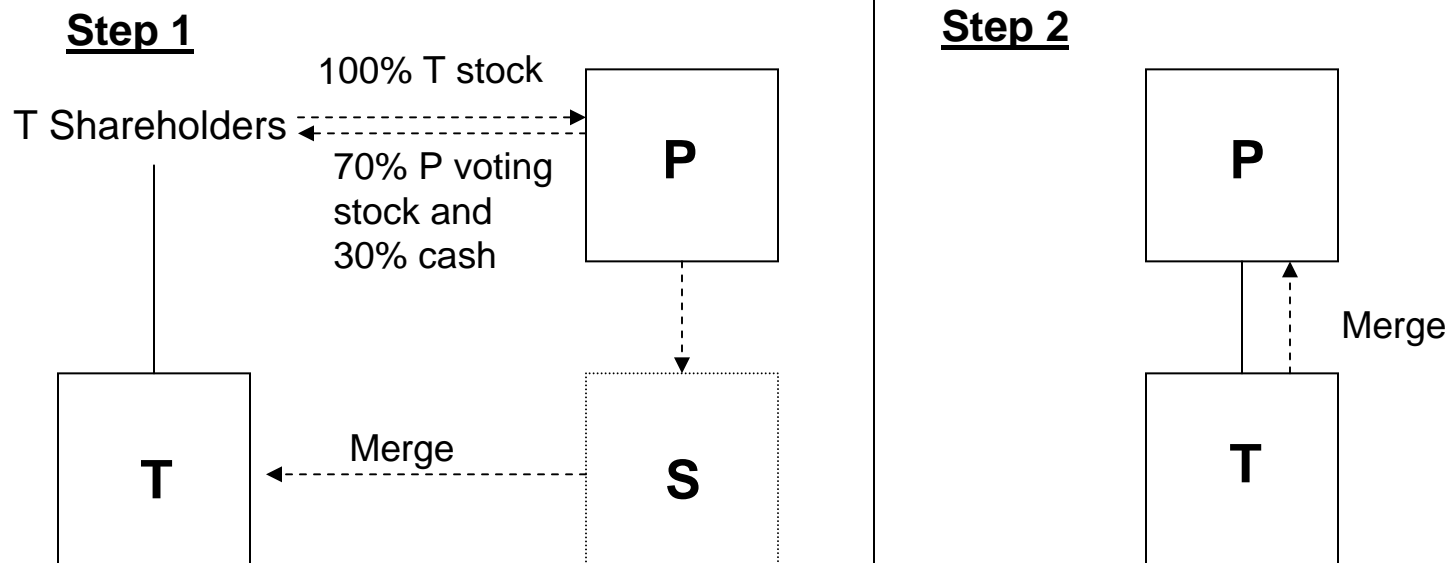 Step 1
100% T stock
T Shareholders
70% P voting
stock and
30% cash
P
Merge
T
S
Step 2
P
Merge
T